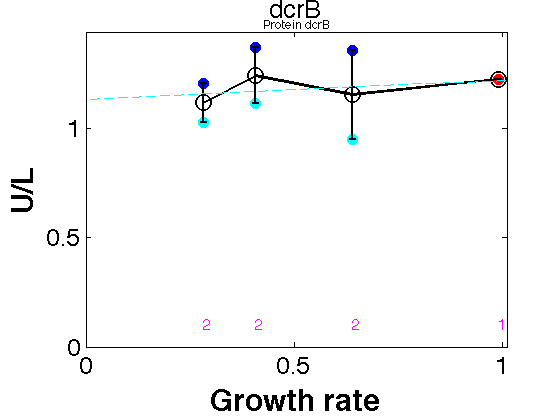 dcrB
Protein dcrB
U/L
1
0.5
0
2 2 2 1
0 0.5 1
Growth rate